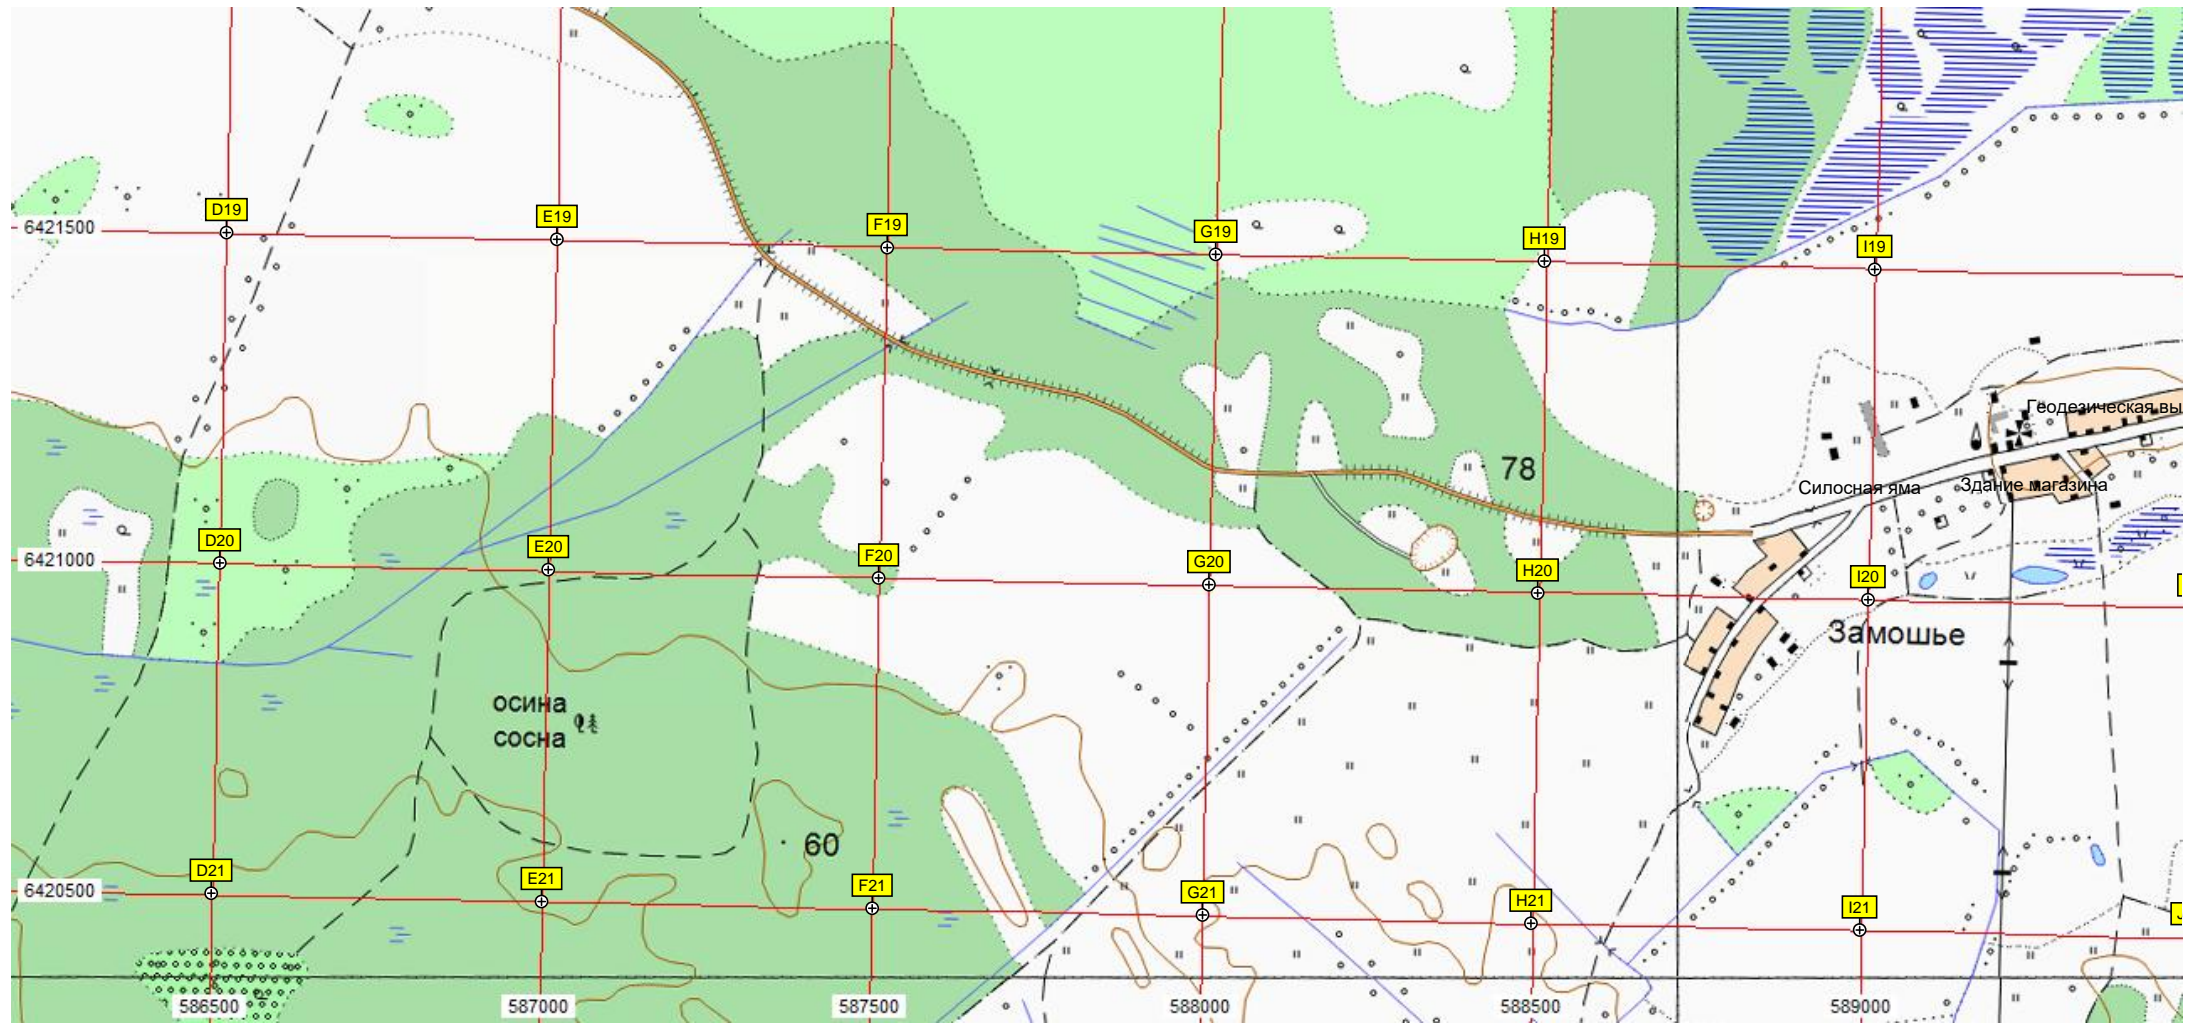 D19
E19
F19
G19
H19
I19
6421500
Геодезическая вы
78
Силосная яма
Здание магазина
D20
E20
F20
G20
H20
I20
6421000
Замошье
осина
сосна
60
D21
E21
F21
G21
H21
I21
6420500
586500
587000
587500
588000
588500
589000